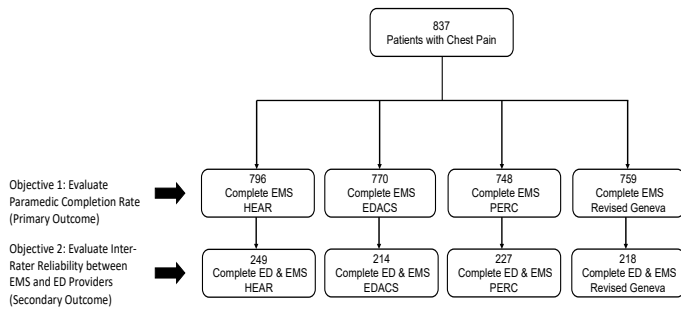 837
Patients with Chest Pain
Objective 1: Evaluate
Paramedic Completion Rate
(Primary Outcome)
796
Complete EMS
HEAR
770
Complete EMS
EDACS
748
Complete EMS
PERC
759
Complete EMS
Revised Geneva
Objective 2: Evaluate Inter-
Rater Reliability between
EMS and ED Providers
(Secondary Outcome)
249
Complete ED & EMS
HEAR
214
Complete ED & EMS
EDACS
227
Complete ED & EMS
PERC
218
Complete ED & EMS
Revised Geneva